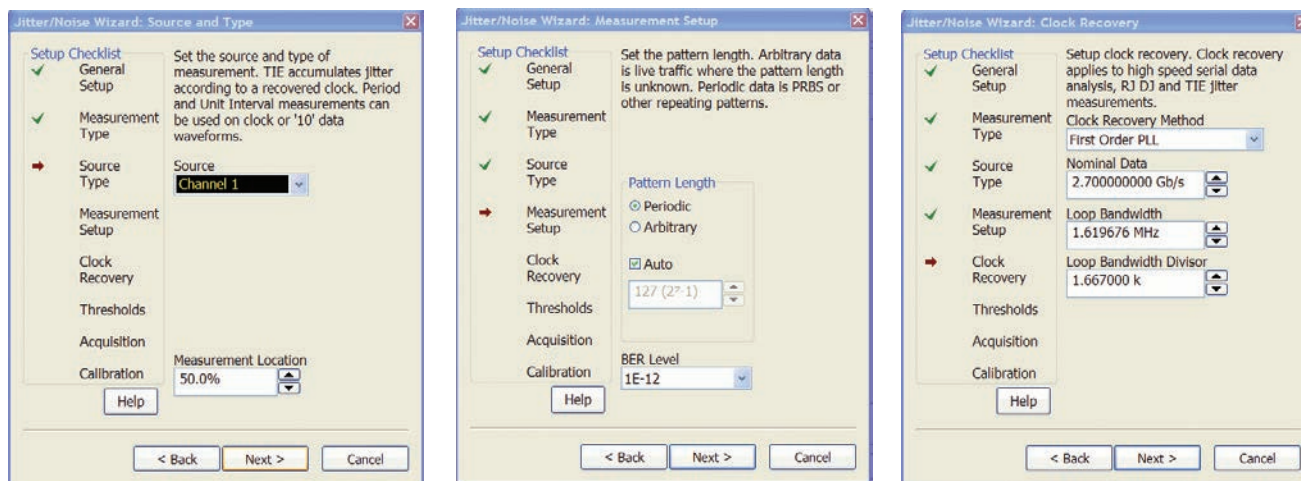 Jitter/Noise Wizard: Source and Type
Setup Checklist
General
Setup
Measurement
Type
Source
Type
Measurement
Setup
Clock
Recovery
Thresholds
Acquisition
Calibration
Help
Set the source and type of
measurement. TIE accumulates jitter
according to a recovered clock. Period
and Unit Interval measurements can
be used on clock or '10' data
waveforms.
Source
Channel 1
Measurement Location
50.0%
< Back
Next >
Cancel
Jitter/Noise Wizard: Measurement Setup
Setup Checklist
General
Setup
Measurement
Type
Source
Type
Measurement
Setup
Clock
Recovery
Thresholds
Acquisition
Calibration
Help
Set the pattern length. Arbitrary data
is live traffic where the pattern length
is unknown. Periodic data is PRBS or
other repeating patterns.
Pattern Length
Periodic
Arbitrary
Auto
127 (2⁷-1)
BER Level
1E-12
< Back
Next >
Cancel
Jitter/Noise Wizard: Clock Recovery
Setup Checklist
General
Setup
Measurement
Type
Source
Type
Measurement
Setup
Clock
Recovery
Thresholds
Acquisition
Calibration
Help
Setup clock recovery. Clock recovery
applies to high speed serial data
analysis, RJ DJ and TIE jitter
measurements.
Clock Recovery Method
First Order PLL
Nominal Data
2.700000000 Gb/s
Loop Bandwidth
1.619676 MHz
Loop Bandwidth Divisor
1.667000 k
< Back
Next >
Cancel